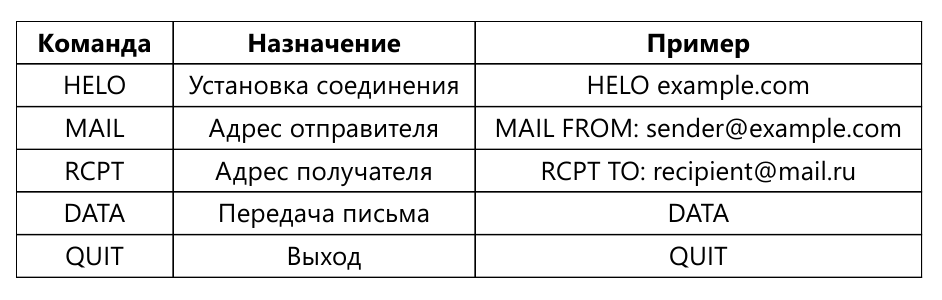 Команда Назначение Пример
HELO Установка соединения HELO example.com
MAIL Адрес отправителя MAIL FROM: sender@example.com
RCPT Адрес получателя RCPT TO: recipient@mail.ru
DATA Передача письма DATA
QUIT Выход QUIT